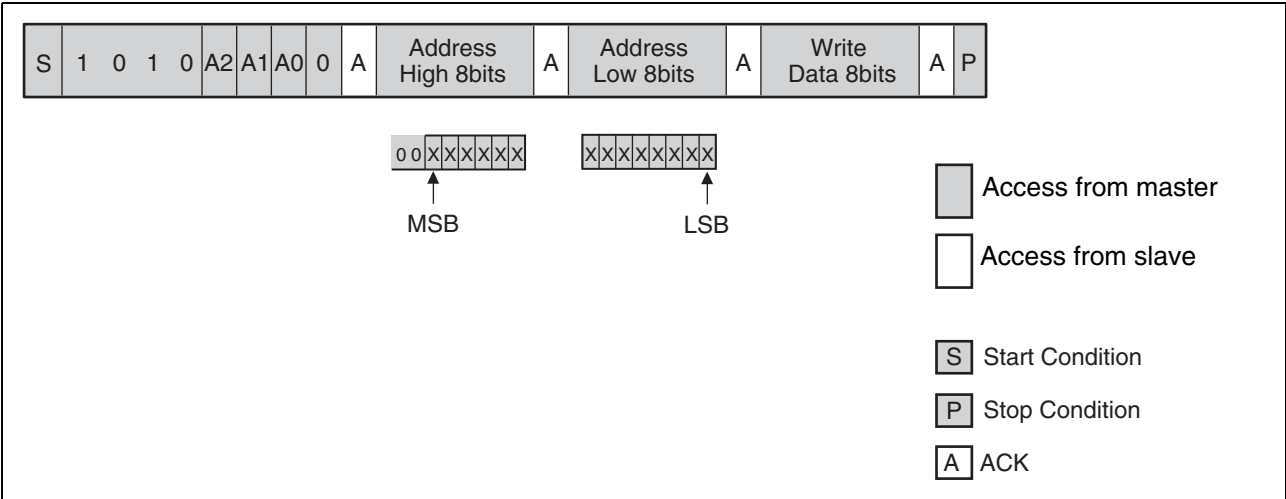 S 1 0 1 0 A2 A1 A0 0 A Address High 8bits A Address Low 8bits A Write Data 8bits A P
0 0 X X X X X X
X X X X X X X X
MSB
LSB
Access from master
Access from slave
S Start Condition
P Stop Condition
A ACK